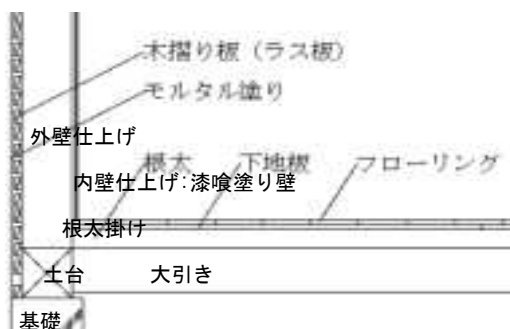 木摺り板（ラス板）
モルタル塗り
外壁仕上げ
根太　下地板　フローリング
内壁仕上げ:漆喰塗り壁
根太掛け
土台　大引き
基礎